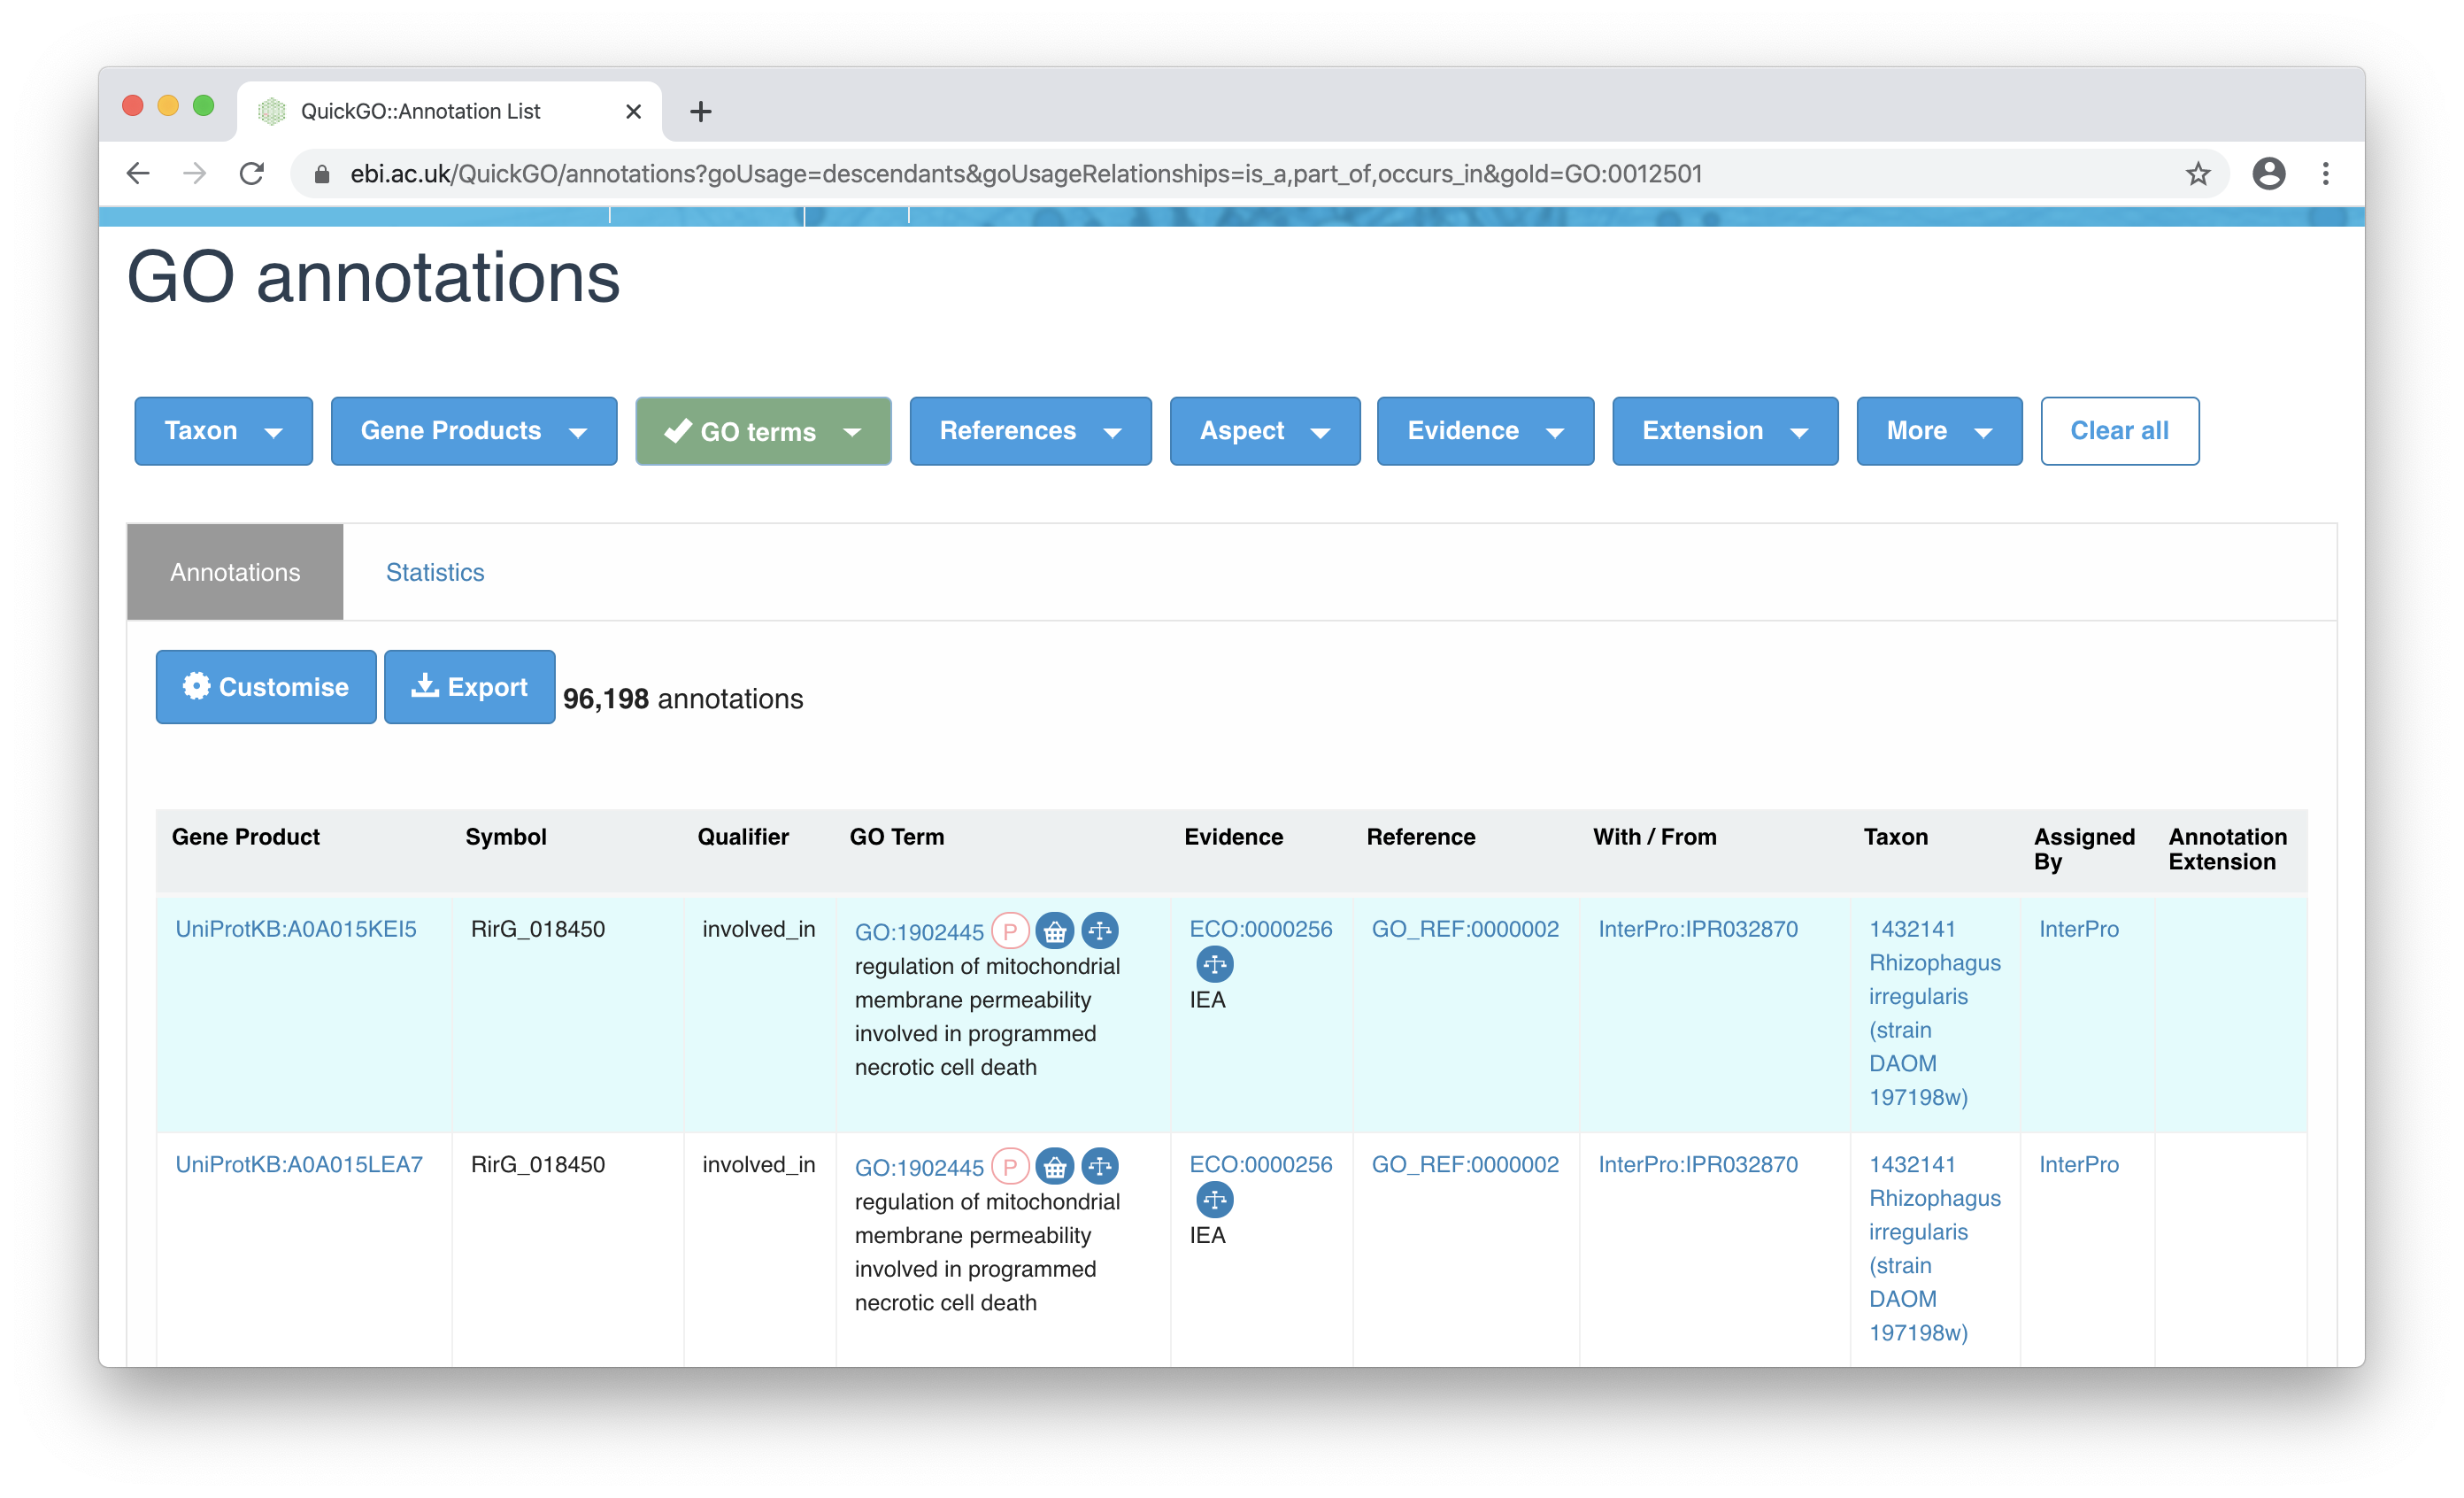 QuickGO::Annotation List
ebi.ac.uk/QuickGO/annotations?goUsage=descendants&goUsageRelationships=is_a,part_of,occurs_in&goId=GO:0012501
GO annotations
Taxon Gene Products GO terms References Aspect Evidence Extension More Clear all
Annotations Statistics
Customise Export 96,198 annotations
Gene Product Symbol Qualifier GO Term Evidence Reference With / From Taxon Assigned Annotation
By Extension
UniProtKB:A0A015KEI5 RirG_018450 involved_in GO:1902445 P ECO:0000256 GO_REF:0000002 InterPro:IPR032870 1432141 InterPro
regulation of mitochondrial Rhizophagus
membrane permeability IEA irregularis
involved in programmed (strain
necrotic cell death DAOM
197198w)
UniProtKB:A0A015LEA7 RirG_018450 involved_in GO:1902445 P ECO:0000256 GO_REF:0000002 InterPro:IPR032870 1432141 InterPro
regulation of mitochondrial Rhizophagus
membrane permeability IEA irregularis
involved in programmed (strain
necrotic cell death DAOM
197198w)